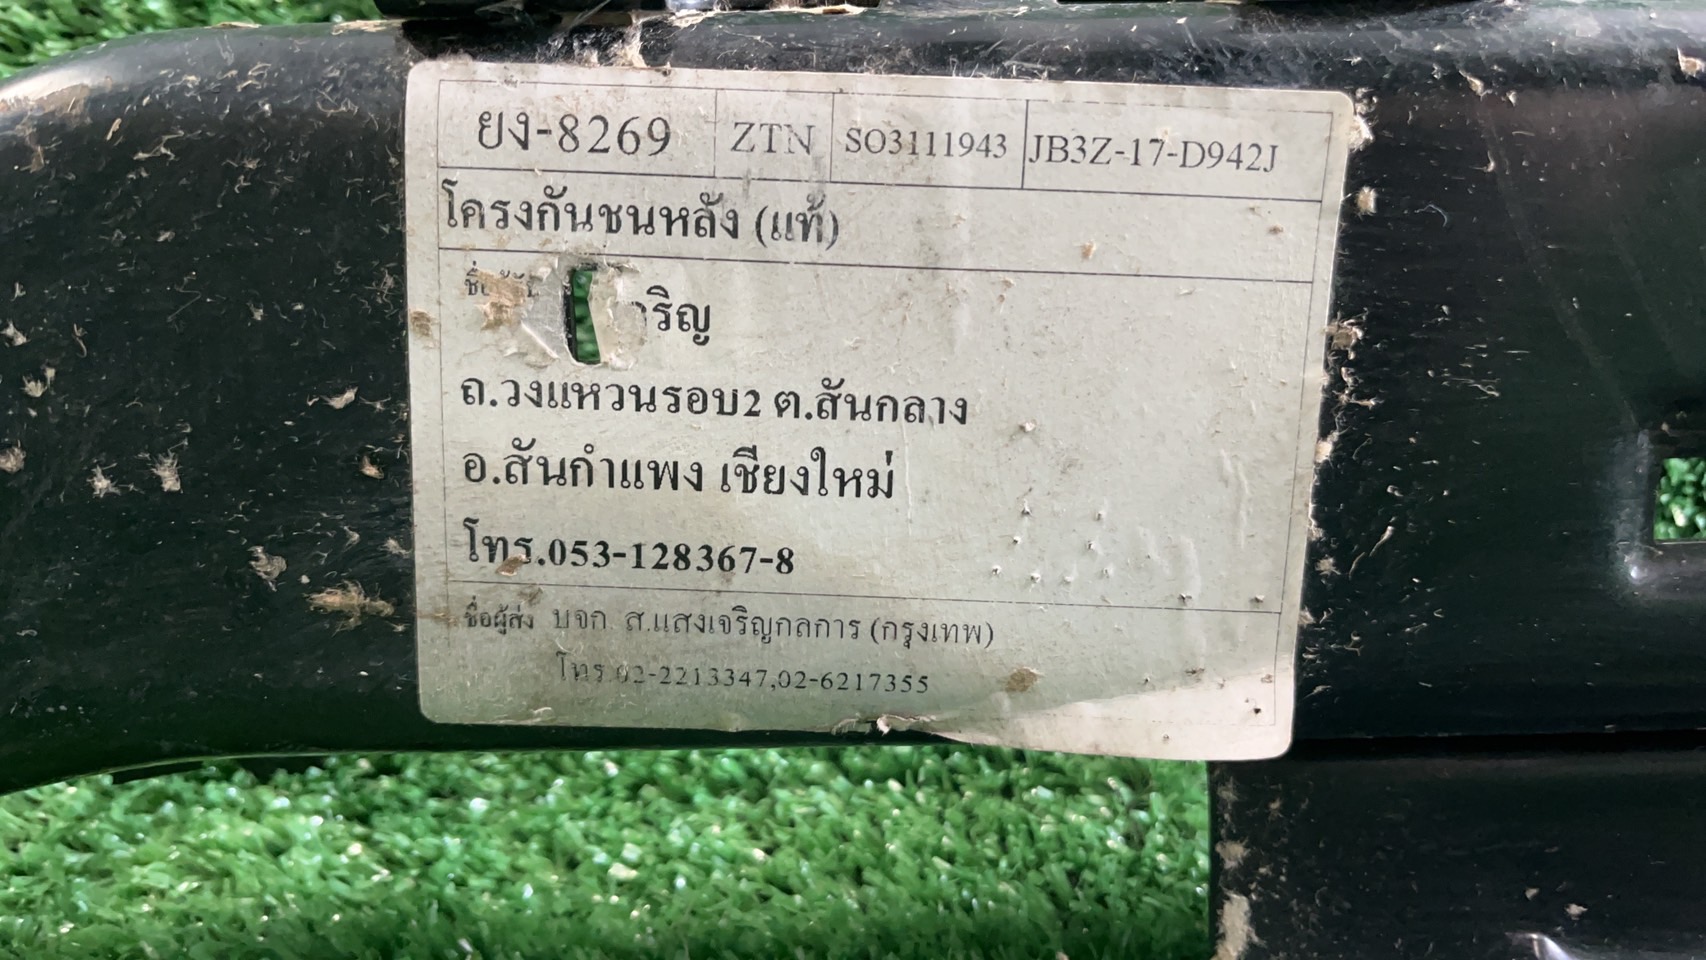 ยง-8269 ZTN SO3111943 JB3Z-17-D942J
โครงกันชนหลัง (แท้)
ริญ
ถ.วงแหวนรอบ2 ต.สันกลาง
อ.สันกำแพง เชียงใหม่
โทร.053-128367-8
ชื่อผู้ส่ง บจก. ส.แสงเจริญกลการ (กรุงเทพ)
โทร.02-2213347,02-6217355